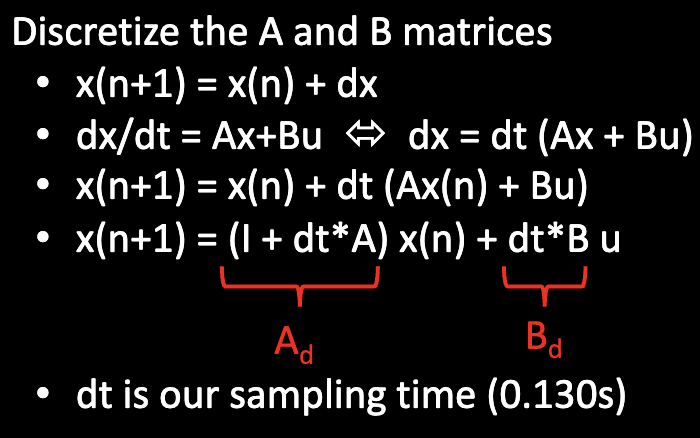 Discretize the A and B matrices
• x(n+1) = x(n) + dx
• dx/dt = Ax+Bu ⬄ dx = dt (Ax + Bu)
• x(n+1) = x(n) + dt (Ax(n) + Bu)
• x(n+1) = (I + dt*A) x(n) + dt*B u
A_d B_d
• dt is our sampling time (0.130s)